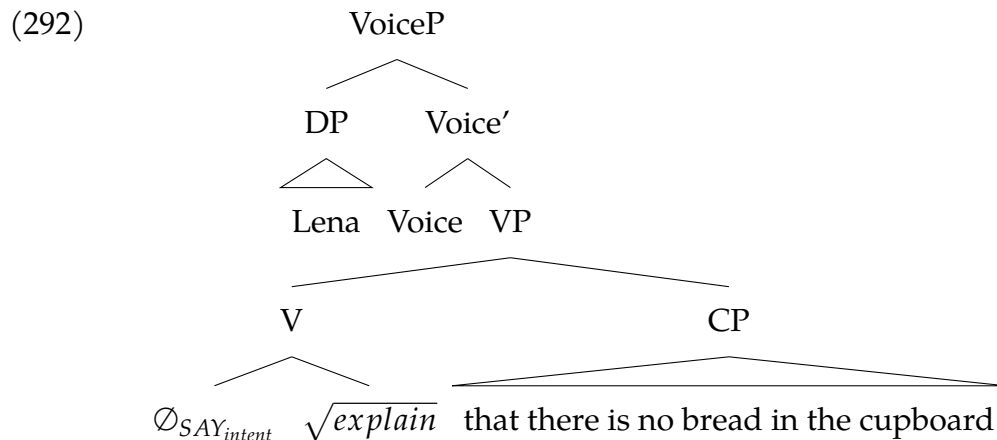 (292) VoiceP
DP Voice’
Lena Voice VP
V CP
∅SAYintent √explain that there is no bread in the cupboard